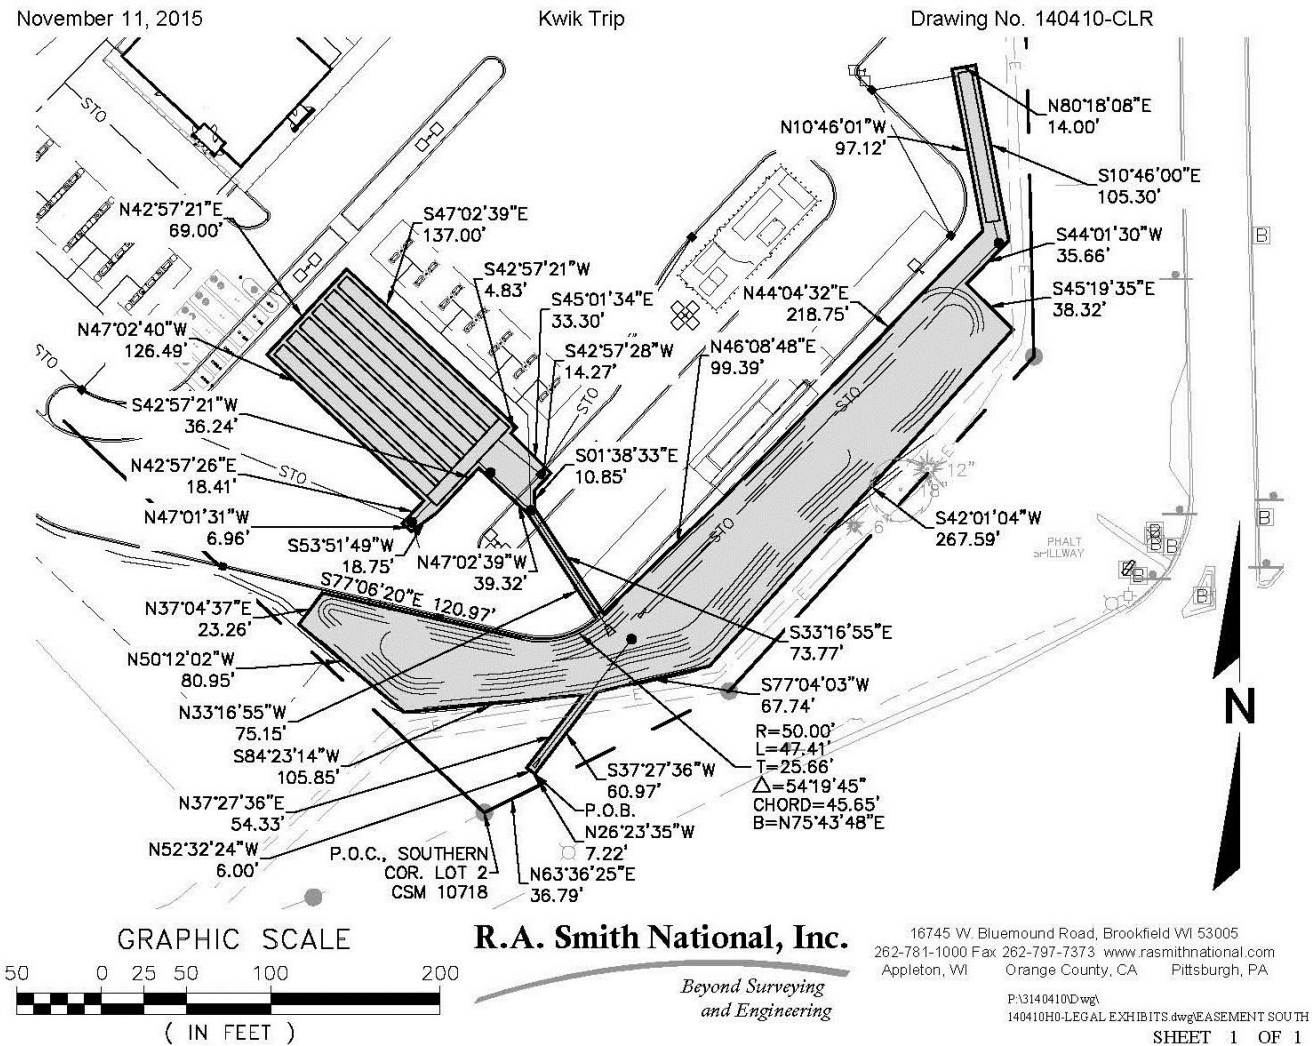 November 11, 2015
Kwik Trip
Drawing No. 140410-CLR
STO
E
N80°18'08"E
14.00'
N10°46'01"W
97.12'
S10°46'00"E
105.30'
N42°57'21"E
69.00'
S47°02'39"E
137.00'
S44°01'30"W
35.66'
B
S42°57'21"W
4.83'
S45°19'35"E
38.32'
S45°01'34"E
33.30'
N44°04'32"E
218.75'
N47°02'40"W
126.49'
N46°08'48"E
99.39'
S42°57'28"W
14.27'
STO
STO
STO
S42°57'21"W
36.24'
S01°38'33"E
10.85'
N42°57'26"E
18.41'
STO
12"
18"
E
6"
N47°01'31"W
6.96'
S42°01'04"W
267.59'
B
STO
S53°51'49"W
18.75'
N47°02'39"W
39.32'
PHALT
SPILLWAY
B
B
B
B
S77°06'20"E 120.97'
N37°04'37"E
23.26'
E
S33°16'55"E
73.77'
N50°12'02"W
80.95'
S77°04'03"W
67.74'
E
N
N33°16'55"W
75.15'
E
R=50.00'
L=47.41'
T=25.66'
△=54°19'45"
CHORD=45.65'
B=N75°43'48"E
S84°23'14"W
105.85'
S37°27'36"W
60.97'
N37°27'36"E
54.33'
P.O.B.
N26°23'35"W
7.22'
N52°32'24"W
6.00'
P.O.C., SOUTHERN
COR. LOT 2
CSM 10718
N63°36'25"E
36.79'
GRAPHIC SCALE
50 0 25 50 100 200
( IN FEET )
R.A. Smith National, Inc.
Beyond Surveying
and Engineering
16745 W. Bluemound Road, Brookfield WI 53005
262-781-1000 Fax 262-797-7373 www.rasmithnational.com
Appleton, WI Orange County, CA Pittsburgh, PA
P:\3140410\Dwg\
140410H0-LEGAL EXHIBITS.dwg\EASEMENT SOUTH
SHEET 1 OF 1